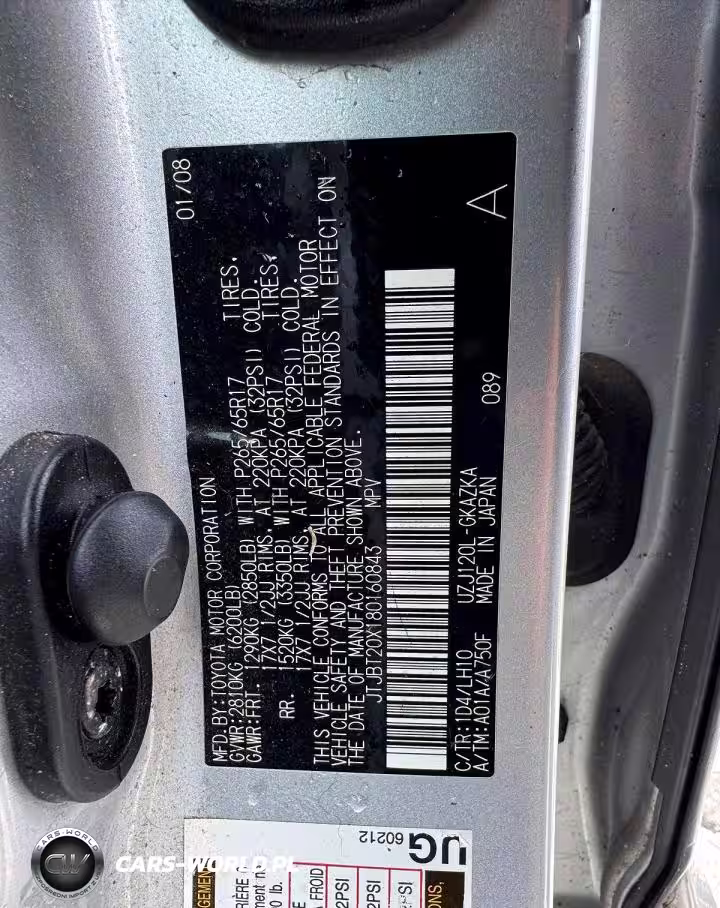 MFD. BY: TOYOTA MOTOR CORPORATION 01/08
GVWR: 2810KG (6200LB)
GAWR: FRT. 1290KG (2850LB) WITH P265/65R17 TIRES.
17X7 1/2JJ RIMS. AT 220KPA (32PSI) COLD.
RR. 1520KG (3350LB) WITH P265/65R17 TIRES.
17X7 1/2JJ RIMS. AT 220KPA (32PSI) COLD.
THIS VEHICLE CONFORMS TO ALL APPLICABLE FEDERAL MOTOR
VEHICLE SAFETY AND THEFT PREVENTION STANDARDS IN EFFECT ON
THE DATE OF MANUFACTURE SHOWN ABOVE.
JTJBT20X180160843 MPV
C/TR: 1D4/LH10 UZJ120L-GKAZKA 089 A
A/TM: A01A/A750F MADE IN JAPAN
UG
60212
CARS-WORLD
CW
CARS-WORLD.PL